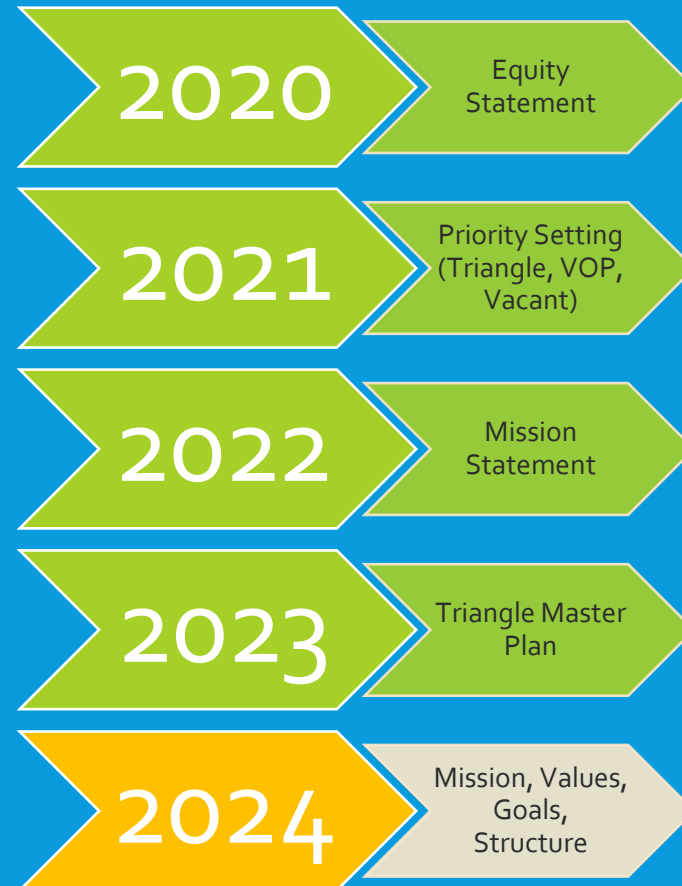 2020
Equity
Statement
2021
Priority Setting
(Triangle, VOP,
Vacant)
2022
Mission
Statement
2023
Triangle Master
Plan
2024
Mission, Values,
Goals,
Structure